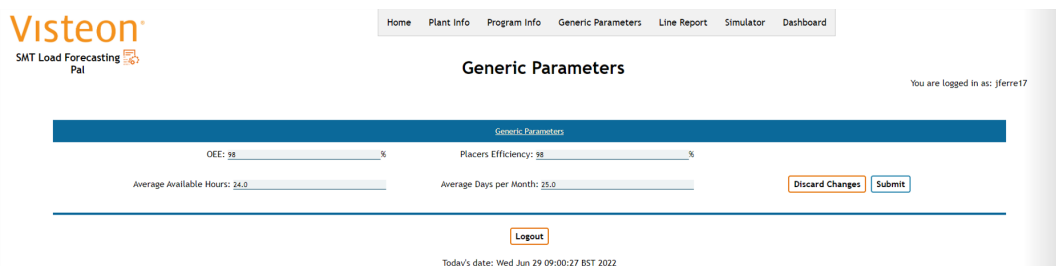 Visteon
Home Plant Info Program Info Generic Parameters Line Report Simulator Dashboard
SMT Load Forecasting
Pal
Generic Parameters
You are logged in as: jferre17
Generic Parameters
OEE: 98 % Placers Efficiency: 98 %
Average Available Hours: 24.0 Average Days per Month: 25.0 Discard Changes Submit
Logout
Today's date: Wed Jun 29 09:00:27 BST 2022